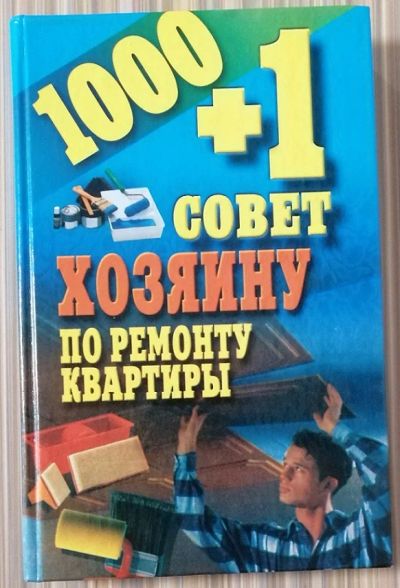 1000
+1
СОВЕТ
ХОЗЯИНУ
ПО РЕМОНТУ
КВАРТИРЫ